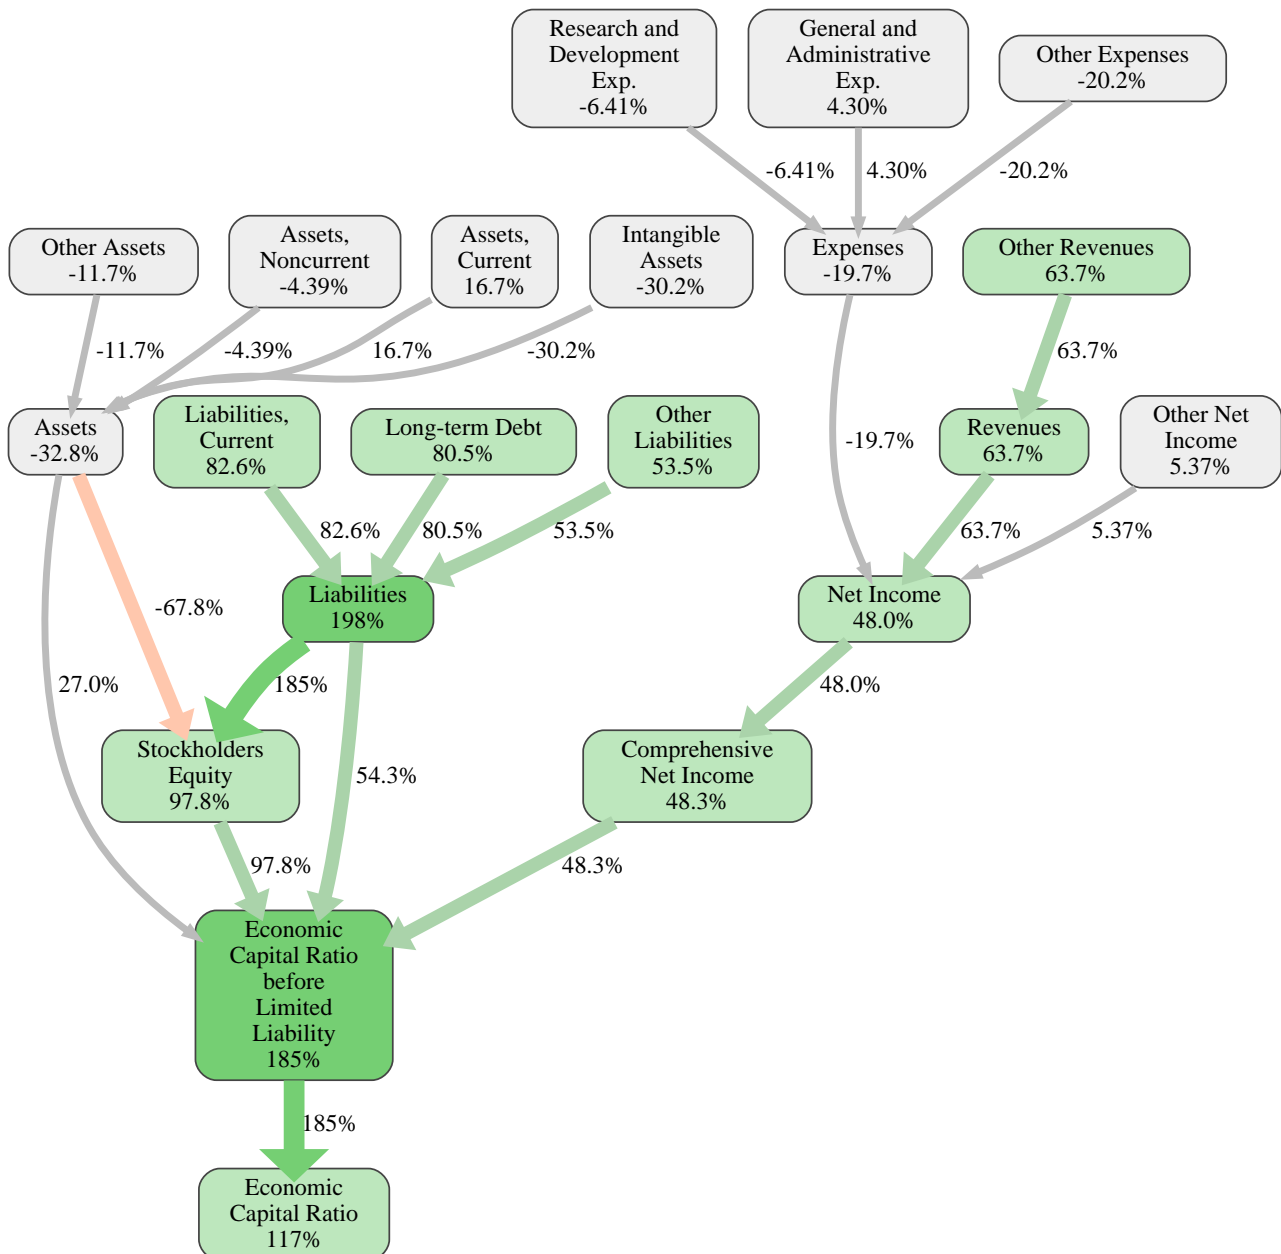 Research and
Development
Exp.
-6.41%
General and
Administrative
Exp.
4.30%
Other Expenses
-20.2%
-6.41%
4.30%
-20.2%
Other Assets
-11.7%
Assets,
Noncurrent
-4.39%
Assets,
Current
16.7%
Intangible
Assets
-30.2%
Expenses
-19.7%
Other Revenues
63.7%
-11.7%
-4.39%
16.7%
-30.2%
63.7%
Assets
-32.8%
Liabilities,
Current
82.6%
Long-term Debt
80.5%
Other
Liabilities
53.5%
-19.7%
Revenues
63.7%
Other Net
Income
5.37%
82.6%
80.5%
53.5%
63.7%
5.37%
-67.8%
Liabilities
198%
Net Income
48.0%
27.0%
185%
48.0%
Stockholders
Equity
97.8%
54.3%
Comprehensive
Net Income
48.3%
97.8%
48.3%
Economic
Capital Ratio
before
Limited
Liability
185%
185%
Economic
Capital Ratio
117%